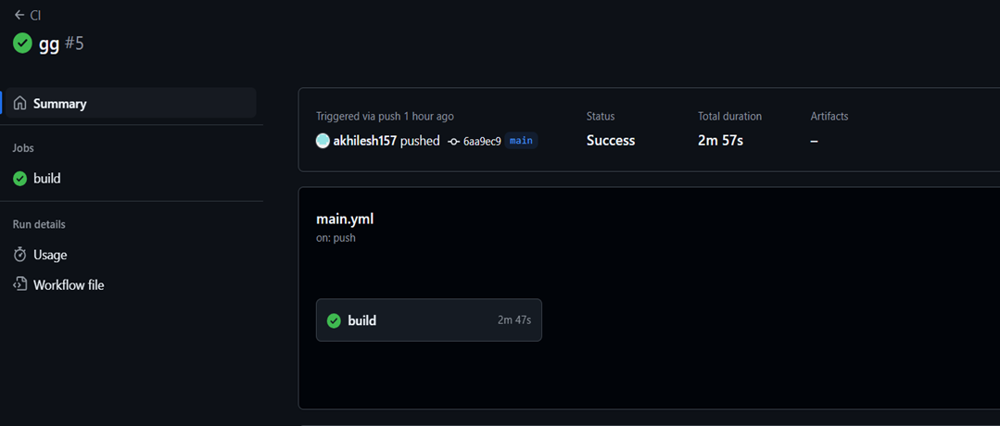 CI
gg #5
Summary
Jobs
build
Run details
Usage
Workflow file
Triggered via push 1 hour ago
akhilesh157 pushed 6aa9ec9 main
Status
Success
Total duration
2m 57s
Artifacts
–
main.yml
on: push
build 2m 47s